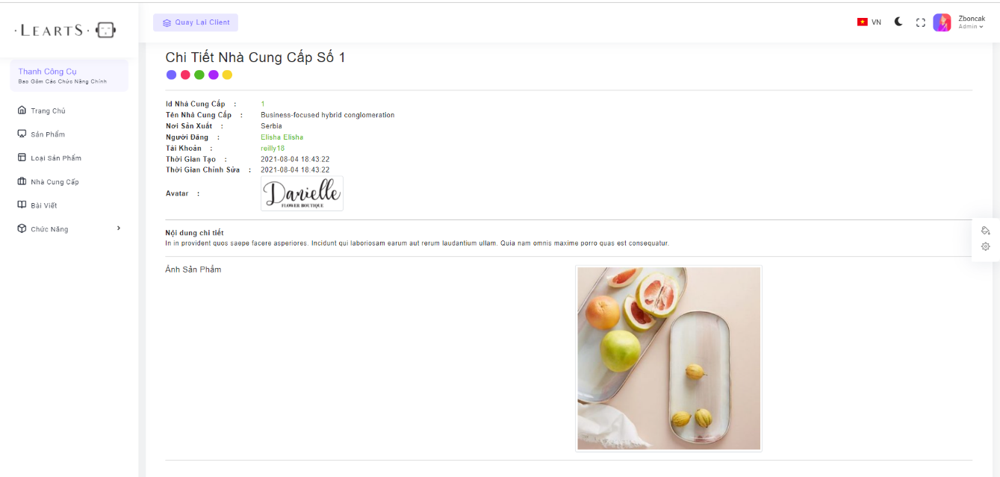 · LEARTS ·
Quay Lai Client
VN
Zboncak
Admin
Thanh Công Cụ
Bao Gồm Các Chức Năng Chính
Trang Chủ
Sản Phẩm
Loại Sản Phẩm
Nhà Cung Cấp
Bài Viết
Chức Năng
Chi Tiết Nhà Cung Cấp Số 1
Id Nhà Cung Cấp : 1
Tên Nhà Cung Cấp : Business-focused hybrid conglomeration
Nơi Sản Xuất : Serbia
Người Đăng : Elisha Elisha
Tài Khoản : reilly18
Thời Gian Tạo : 2021-08-04 18:43:22
Thời Gian Chỉnh Sửa : 2021-08-04 18:43:22
Avatar :
Danielle
FLOWER BOUTIQUE
Nội dung chi tiết
In in provident quos saepe facere asperiores. Incidunt qui laboriosam earum aut rerum laudantium ullam. Quia nam omnis maxime porro quas est consequatur.
Ảnh Sản Phẩm